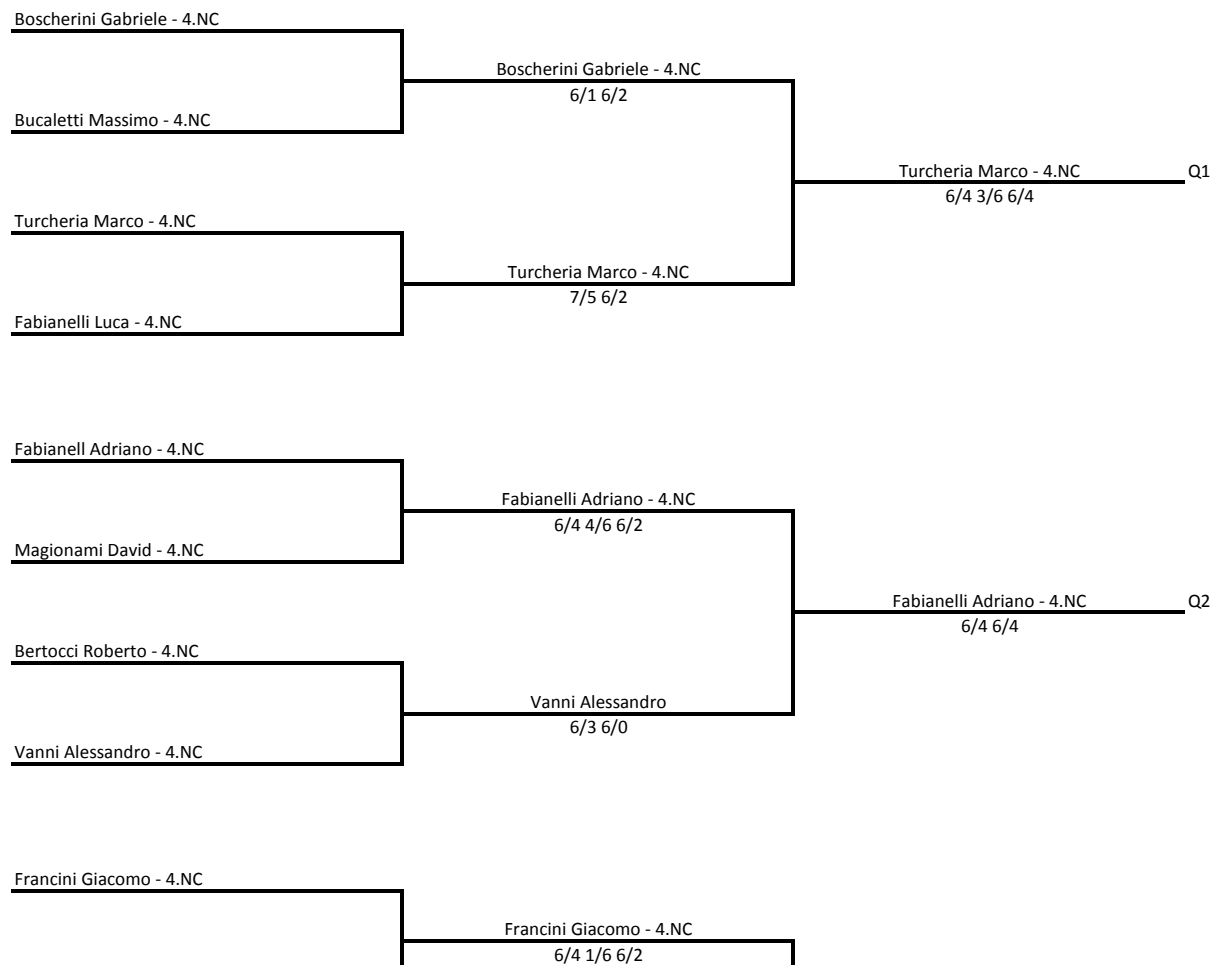 Boscherini Gabriele - 4.NC
Boscherini Gabriele - 4.NC
6/1 6/2
Bucaletti Massimo - 4.NC
Turcheria Marco - 4.NC Q1
6/4 3/6 6/4
Turcheria Marco - 4.NC
Turcheria Marco - 4.NC
7/5 6/2
Fabianelli Luca - 4.NC
Fabianell Adriano - 4.NC
Fabianelli Adriano - 4.NC
6/4 4/6 6/2
Magionami David - 4.NC
Fabianelli Adriano - 4.NC Q2
6/4 6/4
Bertocci Roberto - 4.NC
Vanni Alessandro
6/3 6/0
Vanni Alessandro - 4.NC
Francini Giacomo - 4.NC
Francini Giacomo - 4.NC
6/4 1/6 6/2